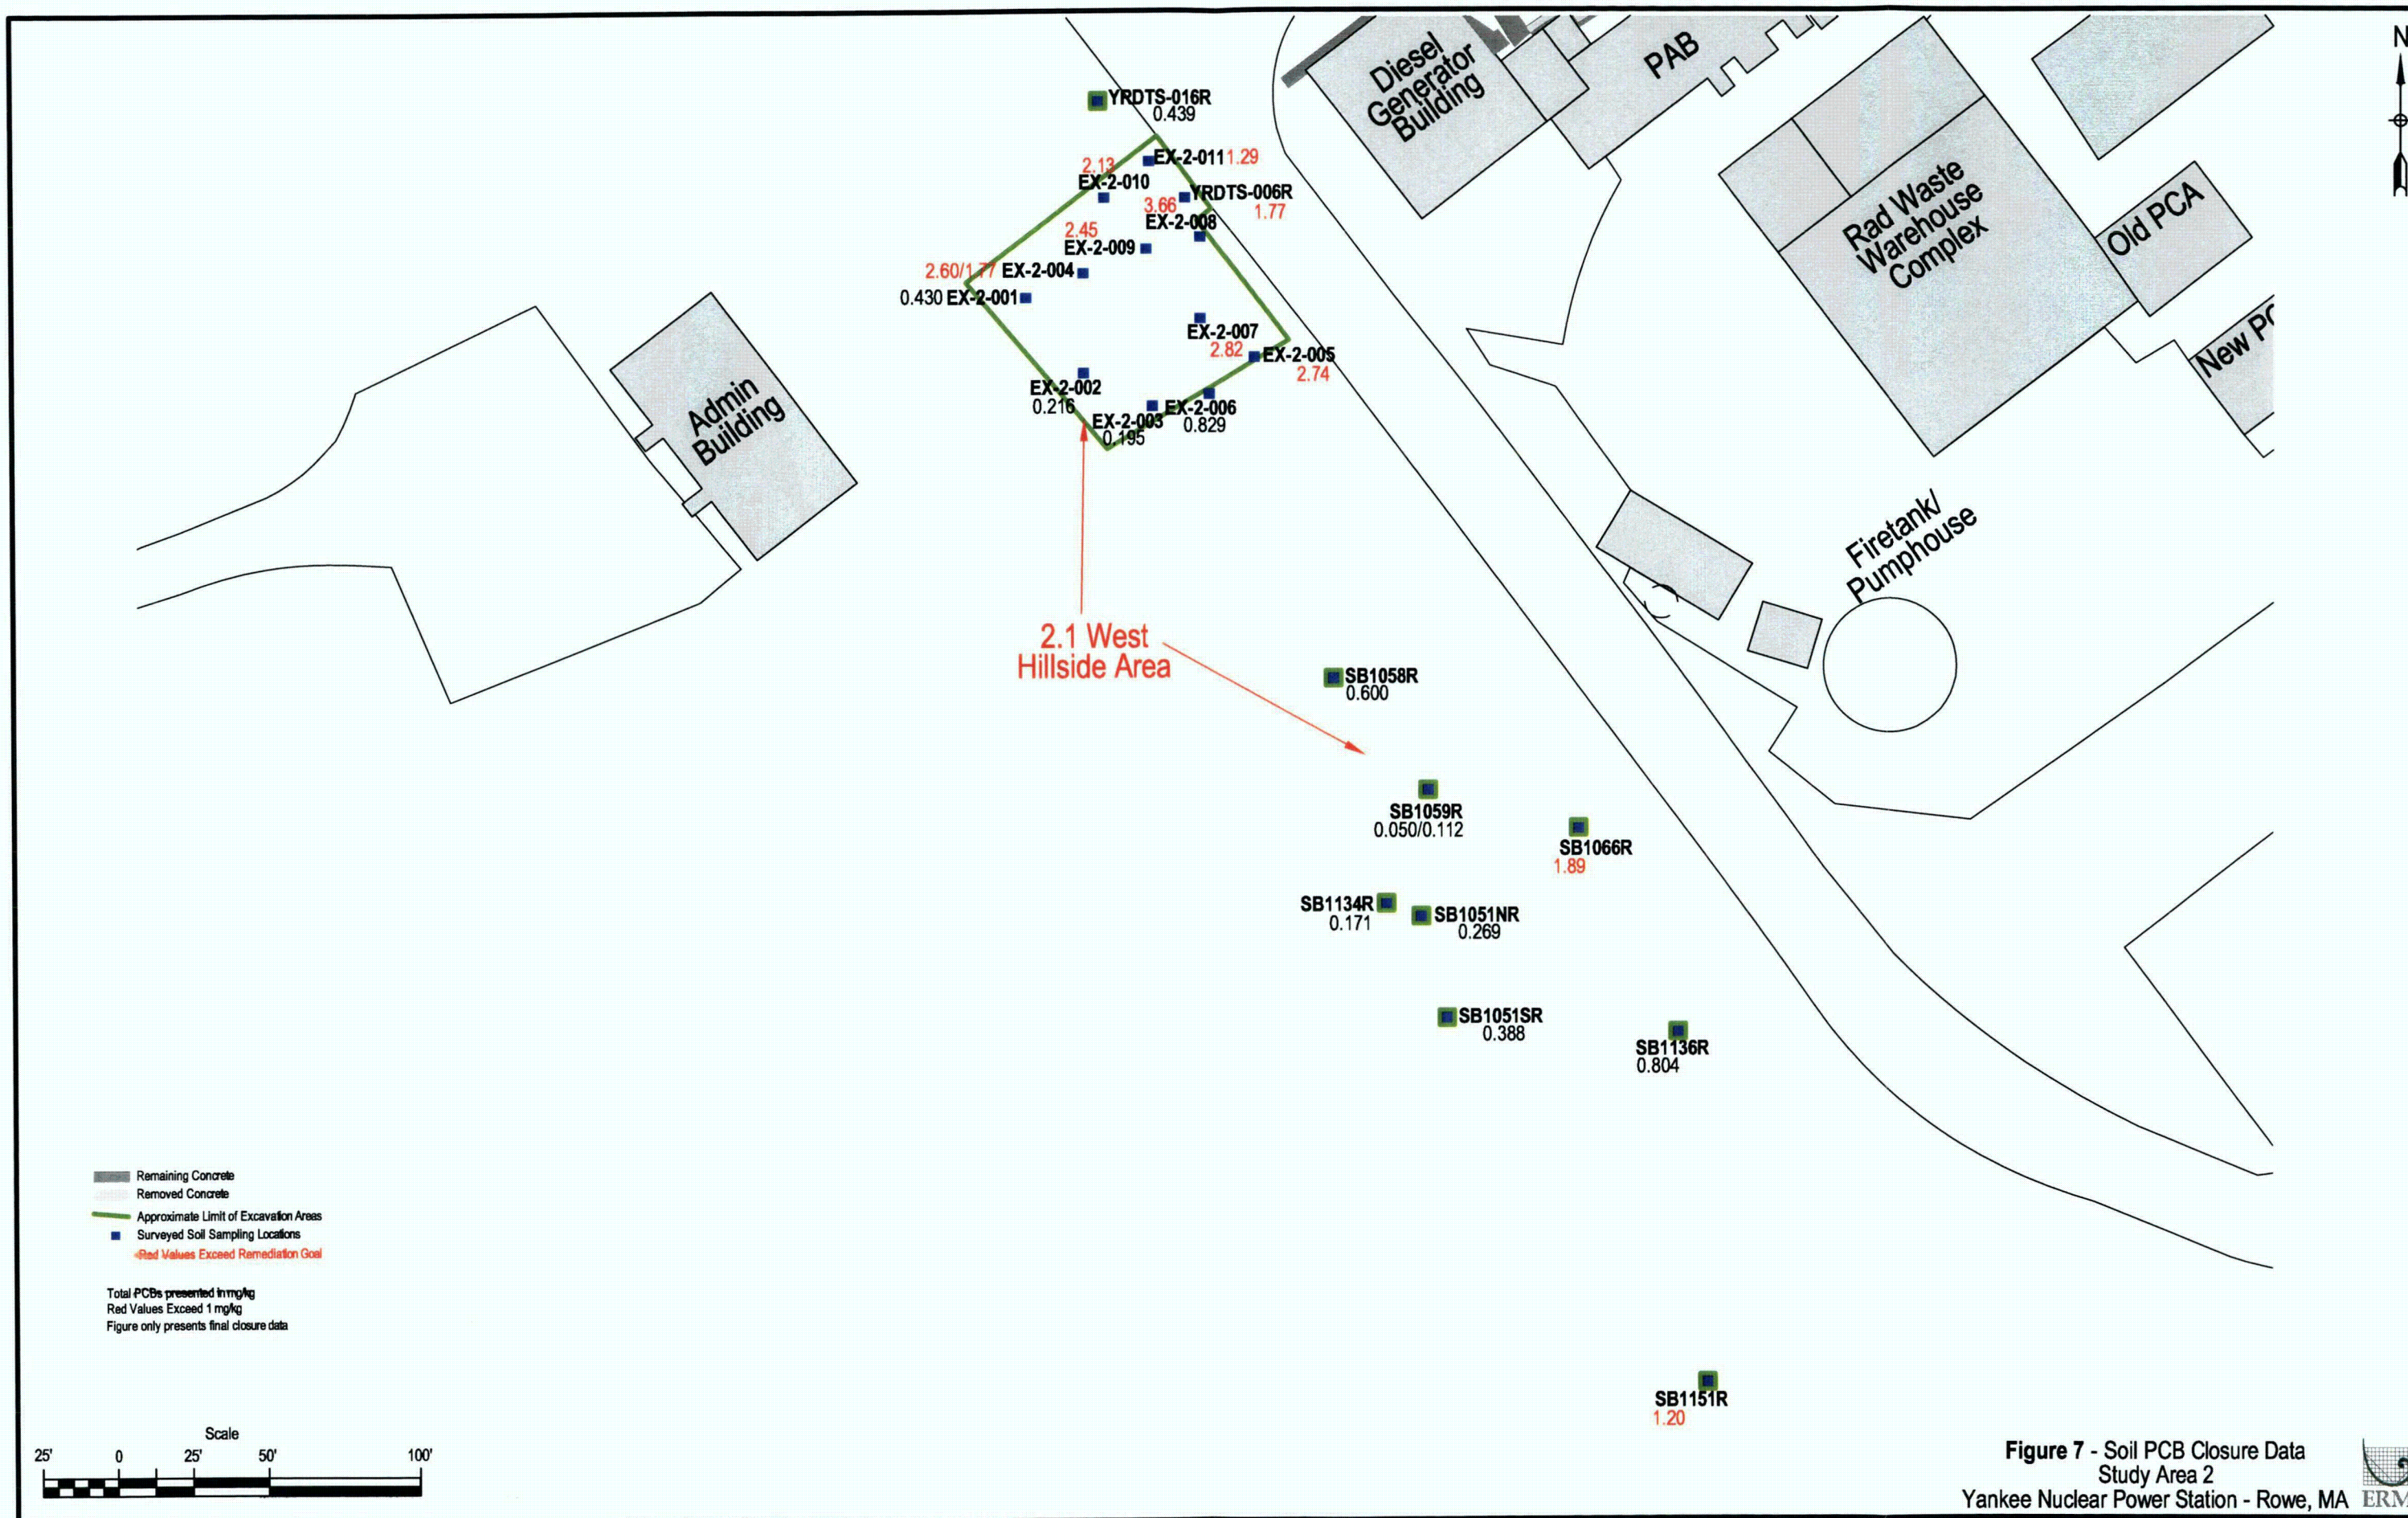 N
Diesel
Generator
Building
PAB
Rad Waste
Warehouse
Complex
Old PCA
New PC
Firetank/
Pumphouse
Admin
Building
YRDTS-016R
0.439
2.13
EX-2-011 1.29
EX-2-010
YRDTS-006R
3.66
1.77
EX-2-008
2.45
EX-2-009
2.60/1.77 EX-2-004
0.430 EX-2-001
EX-2-007
2.82
EX-2-005
2.74
EX-2-002
0.216
EX-2-003
0.195
EX-2-006
0.829
2.1 West
Hillside Area
SB1058R
0.600
SB1059R
0.050/0.112
SB1066R
1.89
SB1134R
0.171
SB1051NR
0.269
SB1051SR
0.388
SB1136R
0.804
SB1151R
1.20
Remaining Concrete
Removed Concrete
Approximate Limit of Excavation Areas
Surveyed Soil Sampling Locations
Red Values Exceed Remediation Goal
Total PCBs presented in mg/kg
Red Values Exceed 1 mg/kg
Figure only presents final closure data
Scale
25' 0 25' 50' 100'
Figure 7 - Soil PCB Closure Data
Study Area 2
Yankee Nuclear Power Station - Rowe, MA
ERM